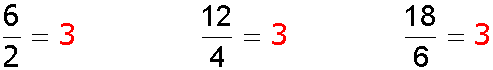 6/2 = 3 12/4 = 3 18/6 = 3